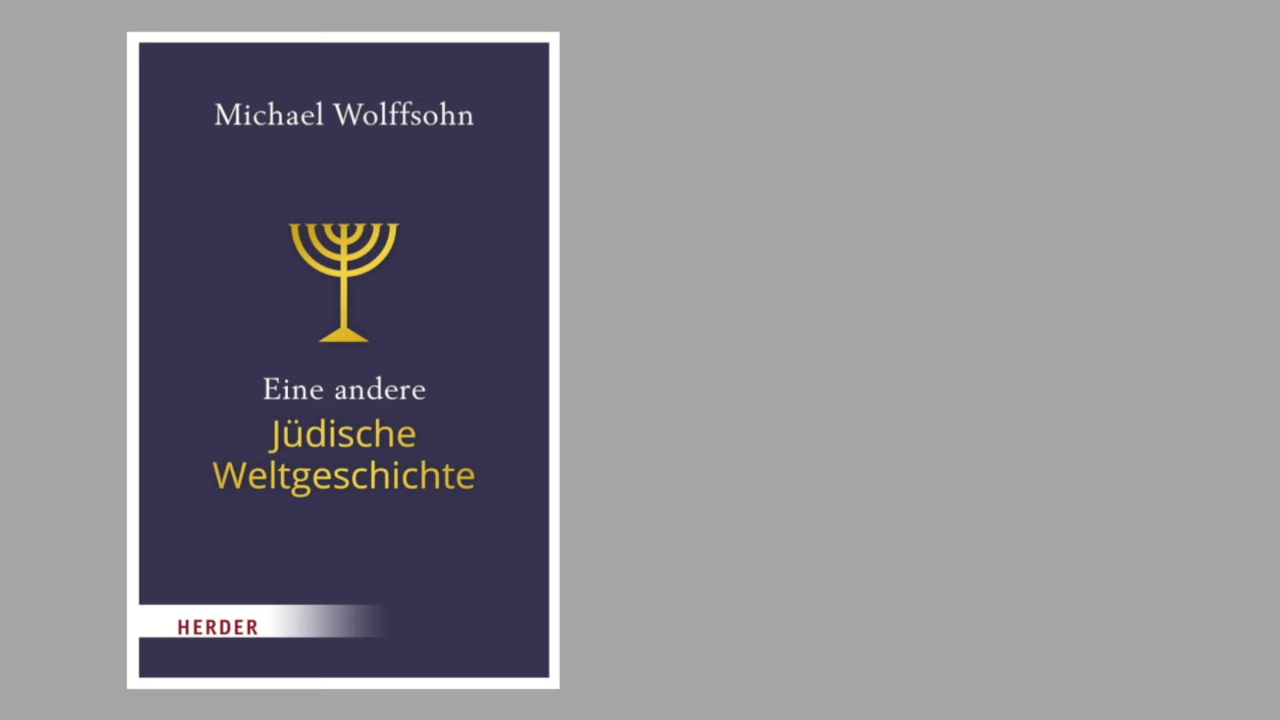 Michael Wolffsohn
Eine andere
Jüdische
Weltgeschichte
HERDER